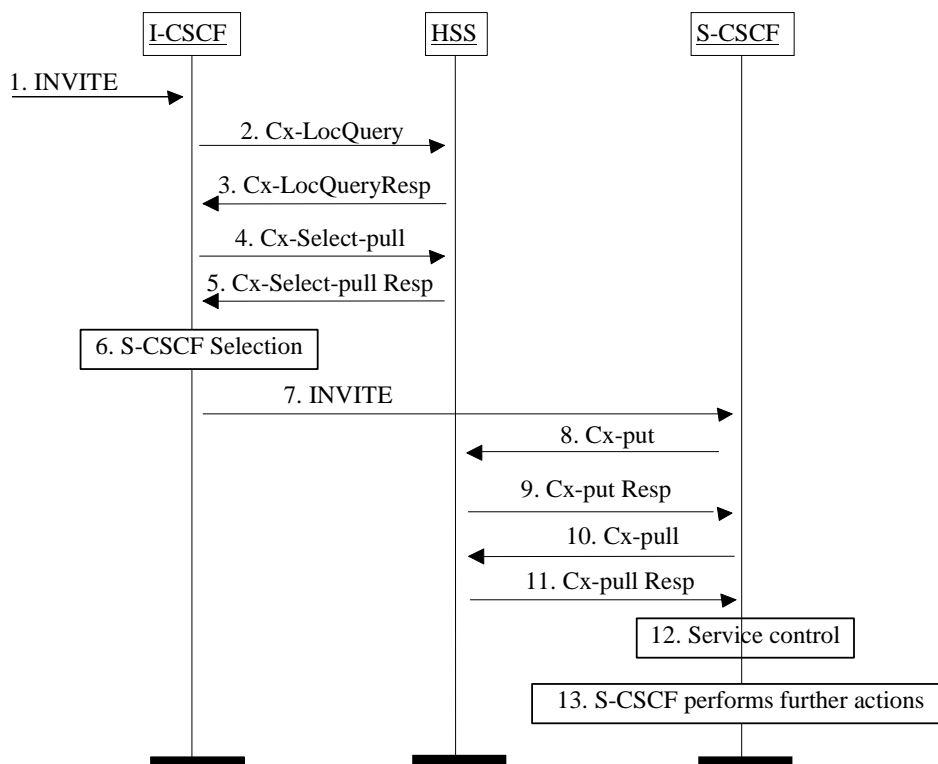 I-CSCF
HSS
S-CSCF
1. INVITE
2. Cx-LocQuery
3. Cx-LocQueryResp
4. Cx-Select-pull
5. Cx-Select-pull Resp
6. S-CSCF Selection
7. INVITE
8. Cx-put
9. Cx-put Resp
10. Cx-pull
11. Cx-pull Resp
12. Service control
13. S-CSCF performs further actions